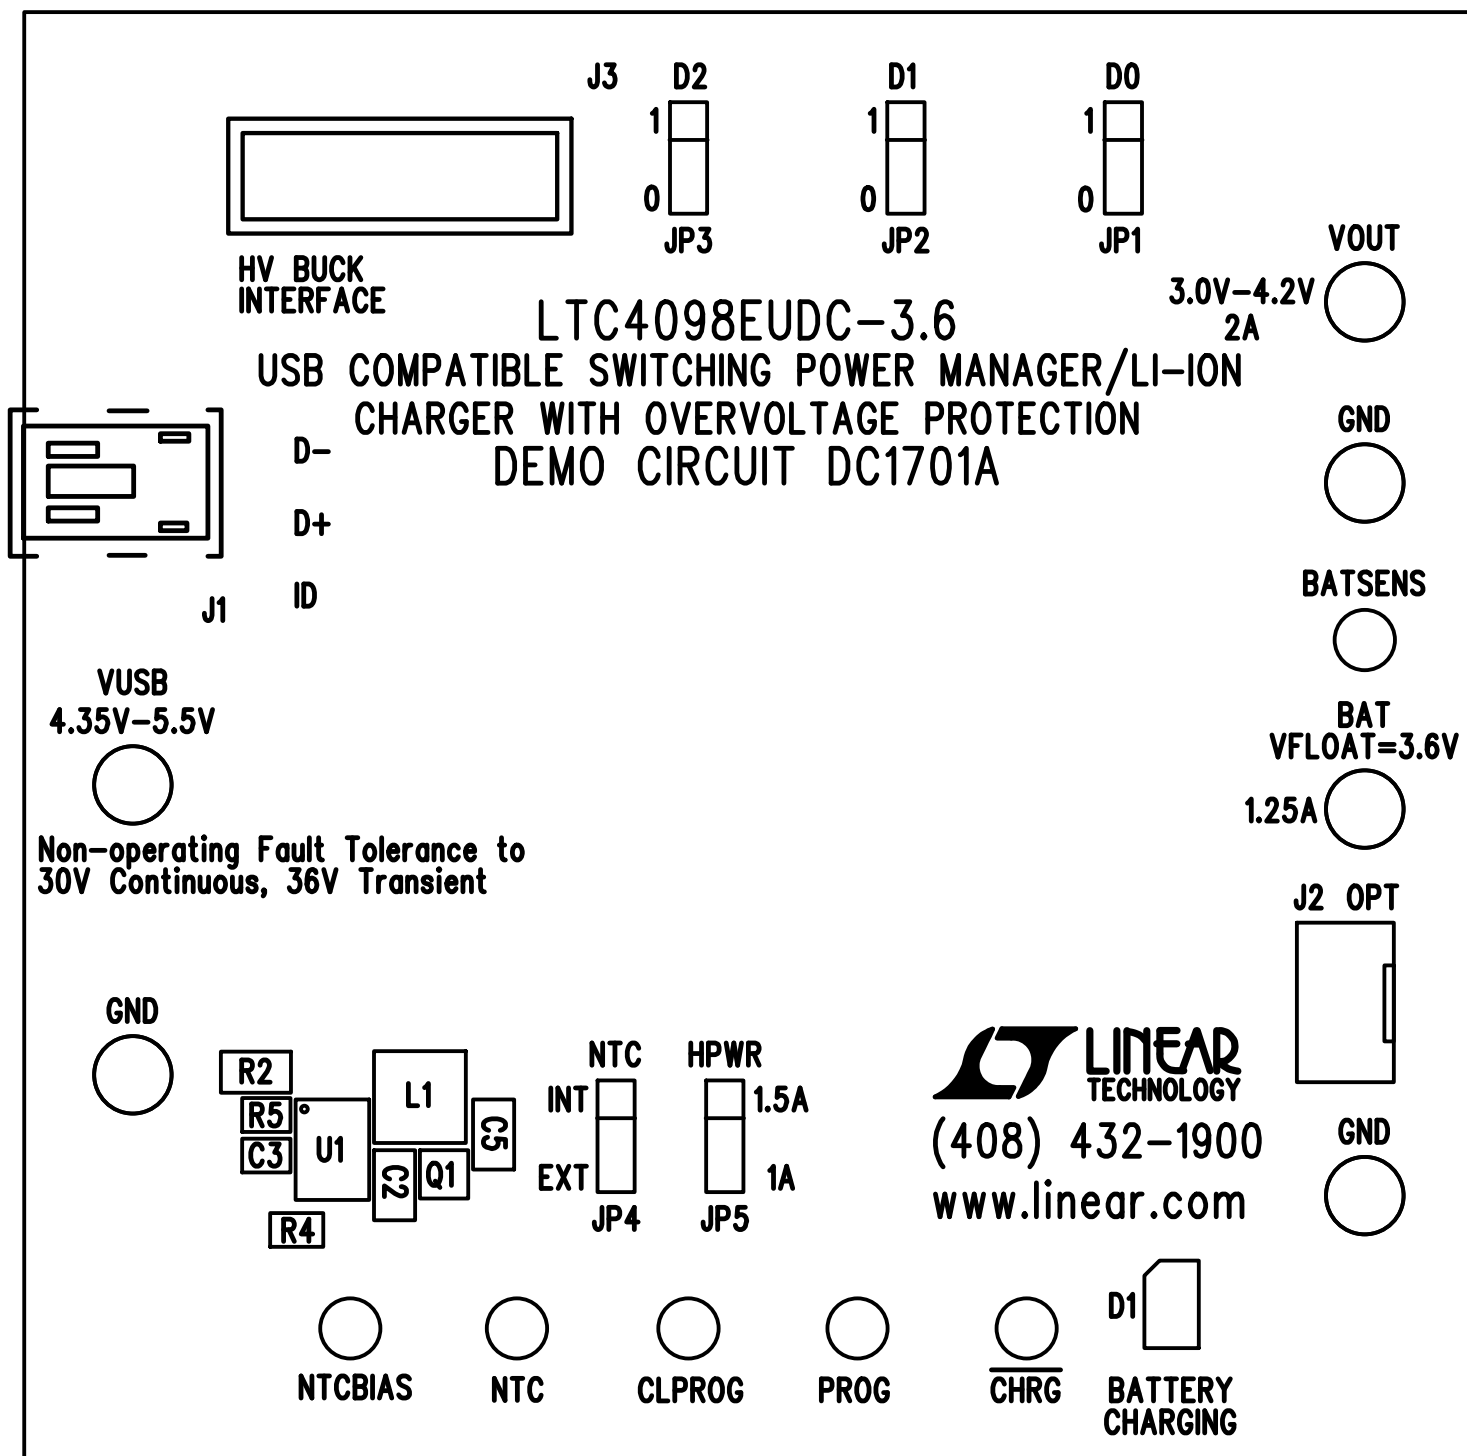 J3
D2
1
0
JP3
D1
1
0
JP2
D0
1
0
JP1
HV BUCK
INTERFACE
VOUT
3.0V-4.2V
2A
LTC4098EUDC-3.6
USB COMPATIBLE SWITCHING POWER MANAGER/LI-ION
CHARGER WITH OVERVOLTAGE PROTECTION
DEMO CIRCUIT DC1701A
GND
D-
D+
ID
J1
BATSENS
VUSB
4.35V-5.5V
BAT
VFLOAT=3.6V
1.25A
Non-operating Fault Tolerance to
30V Continuous, 36V Transient
J2 OPT
GND
R2
R5
C3
U1
L1
C5
C2
Q1
R4
NTC
INT
EXT
JP4
HPWR
1.5A
1A
JP5
LINEAR
TECHNOLOGY
(408) 432-1900
www.linear.com
GND
D1
NTCBIAS
NTC
CLPROG
PROG
CHRG
BATTERY
CHARGING